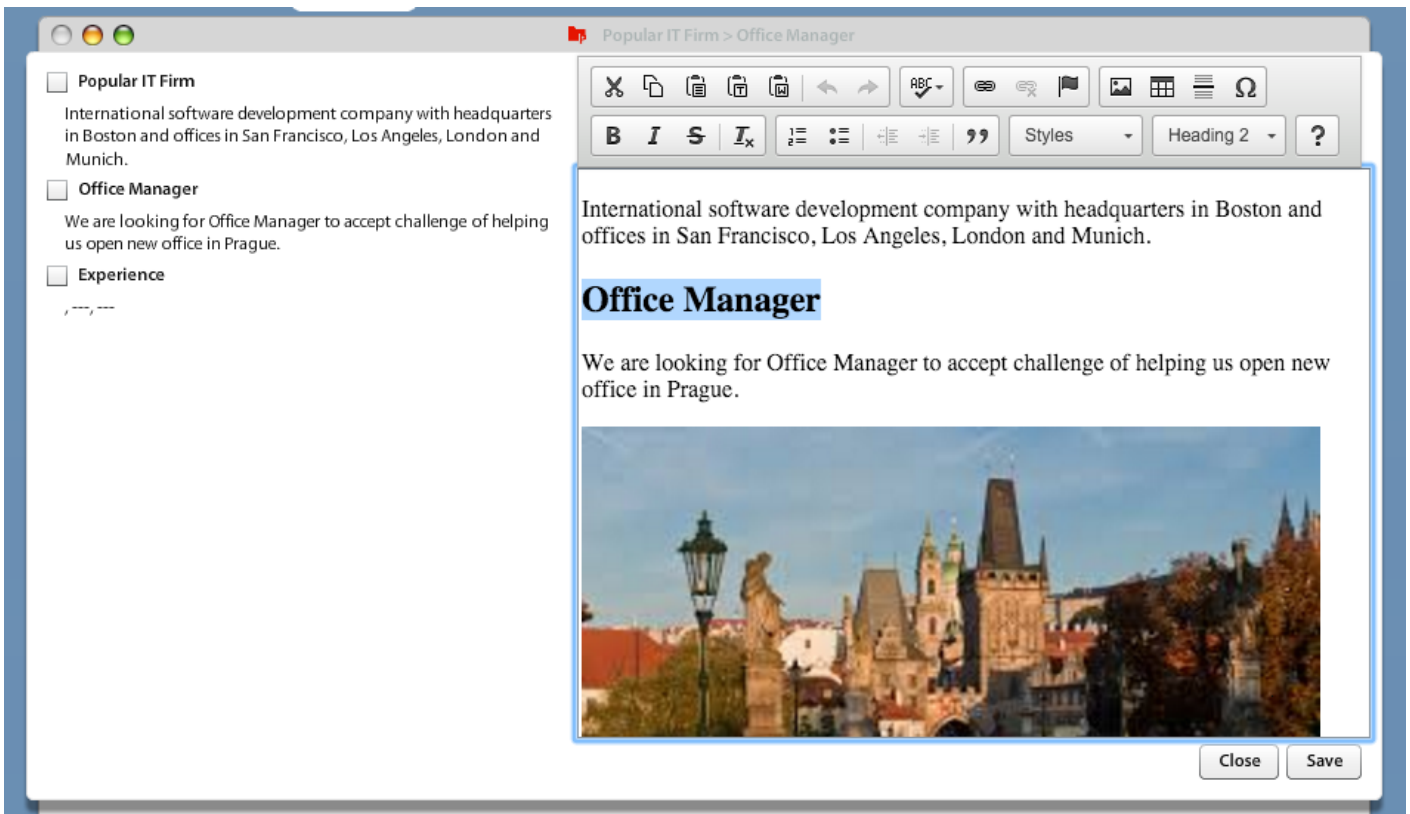 Popular IT Firm > Office Manager
Popular IT Firm
International software development company with headquarters
in Boston and offices in San Francisco, Los Angeles, London and
Munich.
Office Manager
We are looking for Office Manager to accept challenge of helping
us open new office in Prague.
Experience
, ---, ---
ABC
Ω
B I S Ix
Styles
Heading 2
?
International software development company with headquarters in Boston and
offices in San Francisco, Los Angeles, London and Munich.
Office Manager
We are looking for Office Manager to accept challenge of helping us open new
office in Prague.
Close
Save